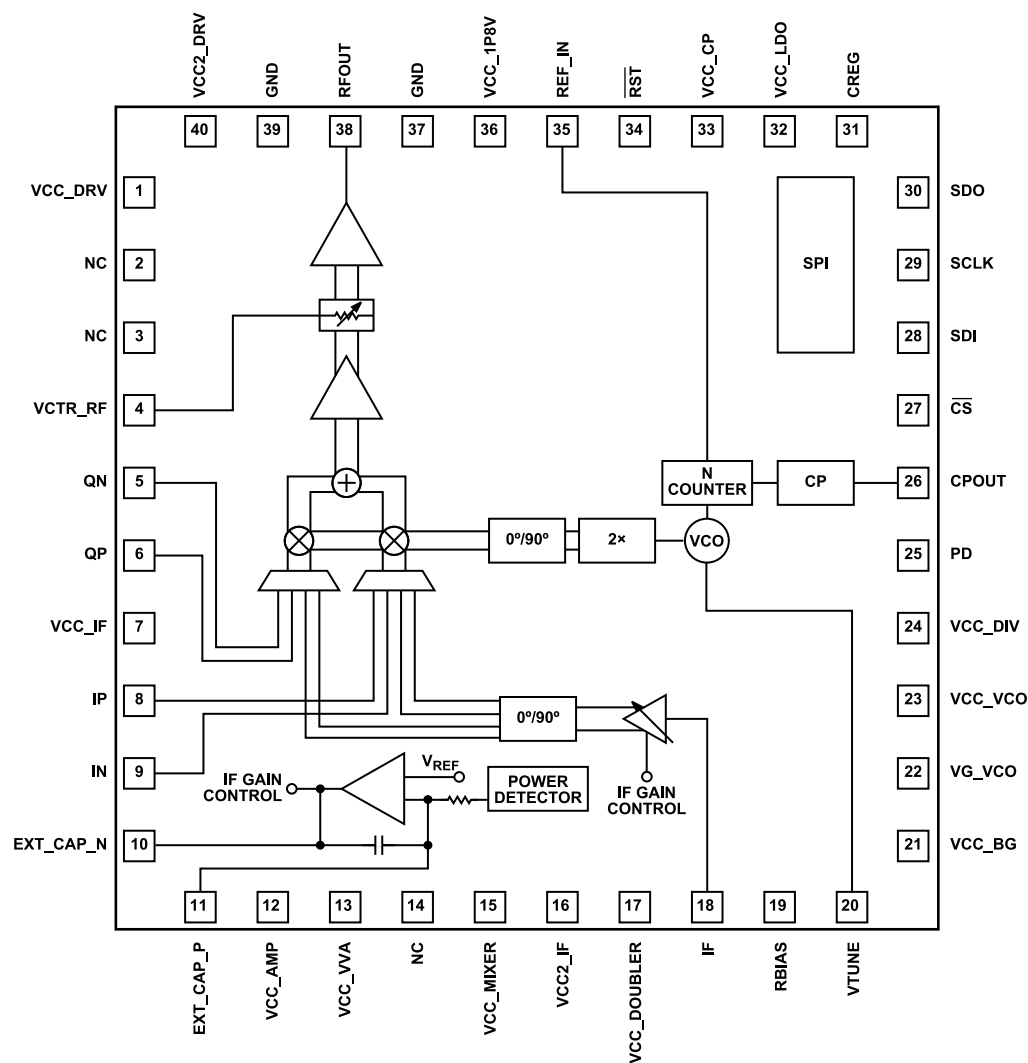 VCC2_DRV
GND
RFOUT
GND
VCC_1P8V
REF_IN
RST
VCC_CP
VCC_LDO
CREG
40
39
38
37
36
35
34
33
32
31
VCC_DRV
1
NC
2
NC
3
VCTR_RF
4
QN
5
QP
6
VCC_IF
7
IP
8
IN
9
EXT_CAP_N
10
SPI
N
COUNTER
CP
VCO
2×
0º/90º
0º/90º
VREF
IF GAIN
CONTROL
POWER
DETECTOR
IF GAIN
CONTROL
30
SDO
29
SCLK
28
SDI
27
CS
26
CPOUT
25
PD
24
VCC_DIV
23
VCC_VCO
22
VG_VCO
21
VCC_BG
11
12
13
14
15
16
17
18
19
20
EXT_CAP_P
VCC_AMP
VCC_VVA
NC
VCC_MIXER
VCC2_IF
VCC_DOUBLER
IF
RBIAS
VTUNE